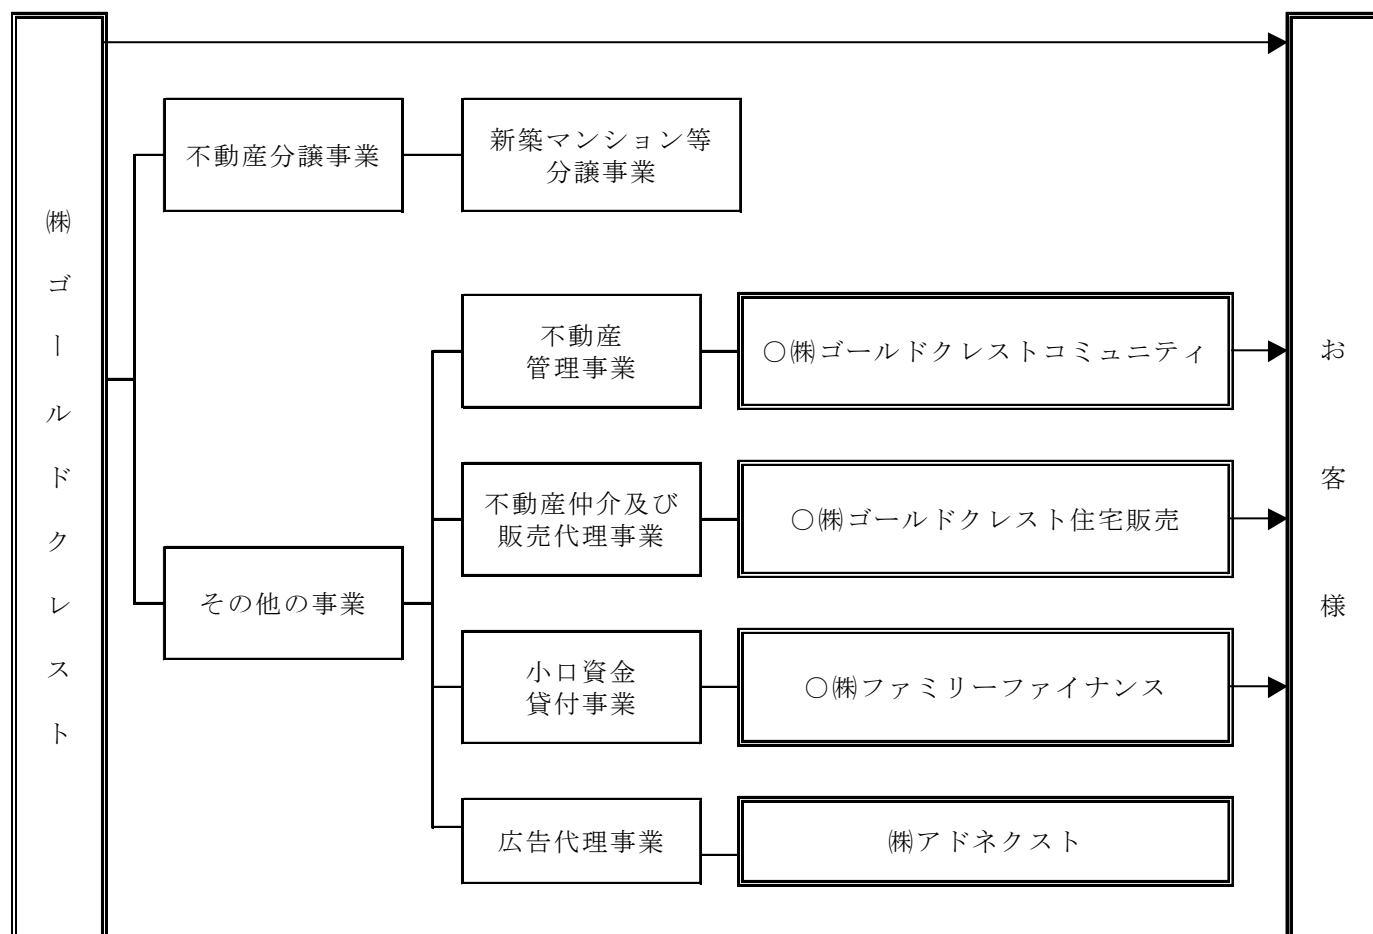 ㈱ゴールドクレスト
不動産分譲事業
新築マンション等
分譲事業
不動産
管理事業
○㈱ゴールドクレストコミュニティ
不動産仲介及び
販売代理事業
○㈱ゴールドクレスト住宅販売
その他の事業
小口資金
貸付事業
○㈱ファミリーファイナンス
広告代理事業
㈱アドネクスト
お客様